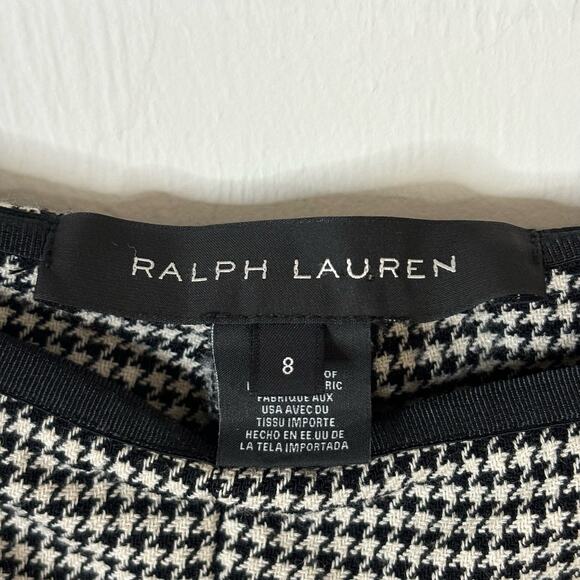 RALPH LAUREN
8
OF
RIC
FABRIQUE AUX
USA AVEC DU
TISSU IMPORTE
HECHO EN EE.UU DE
LA TELA IMPORTADA